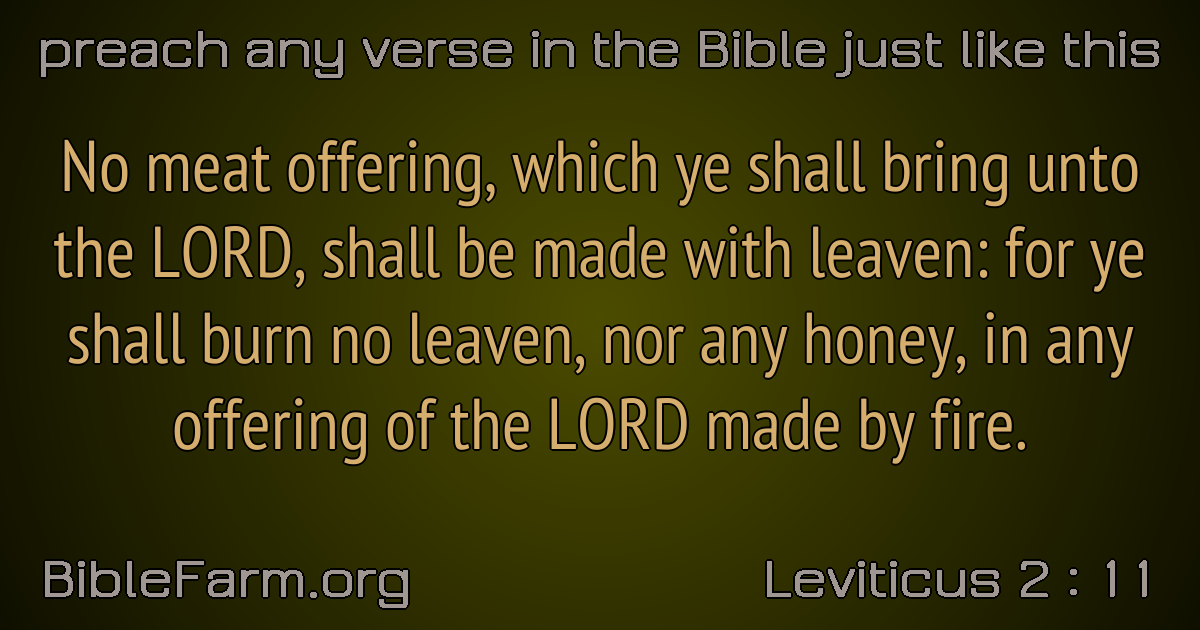 preach any verse in the Bible just like this
No meat offering, which ye shall bring unto
the LORD, shall be made with leaven: for ye
shall burn no leaven, nor any honey, in any
offering of the LORD made by fire.
BibleFarm.org
Leviticus 2 : 11